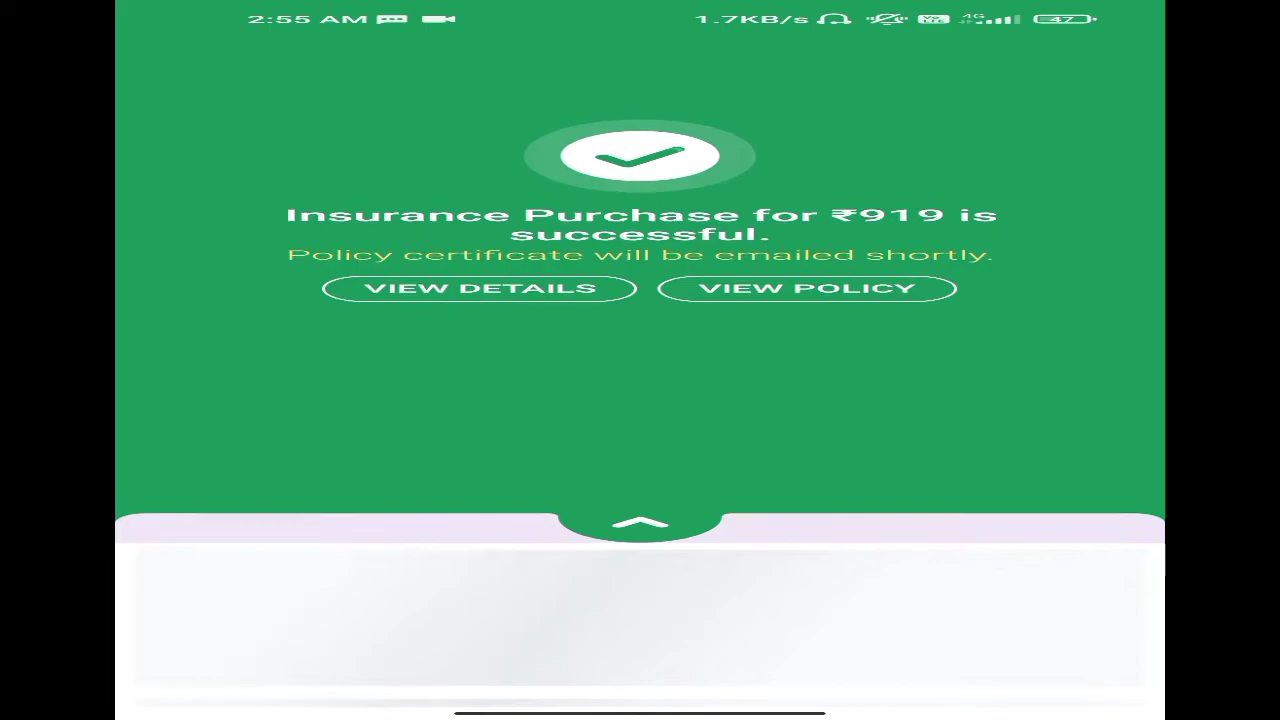 2:55 AM
1.7KB/s
4G
47
Insurance Purchase for ₹919 is
successful.
Policy certificate will be emailed shortly.
VIEW DETAILS
VIEW POLICY